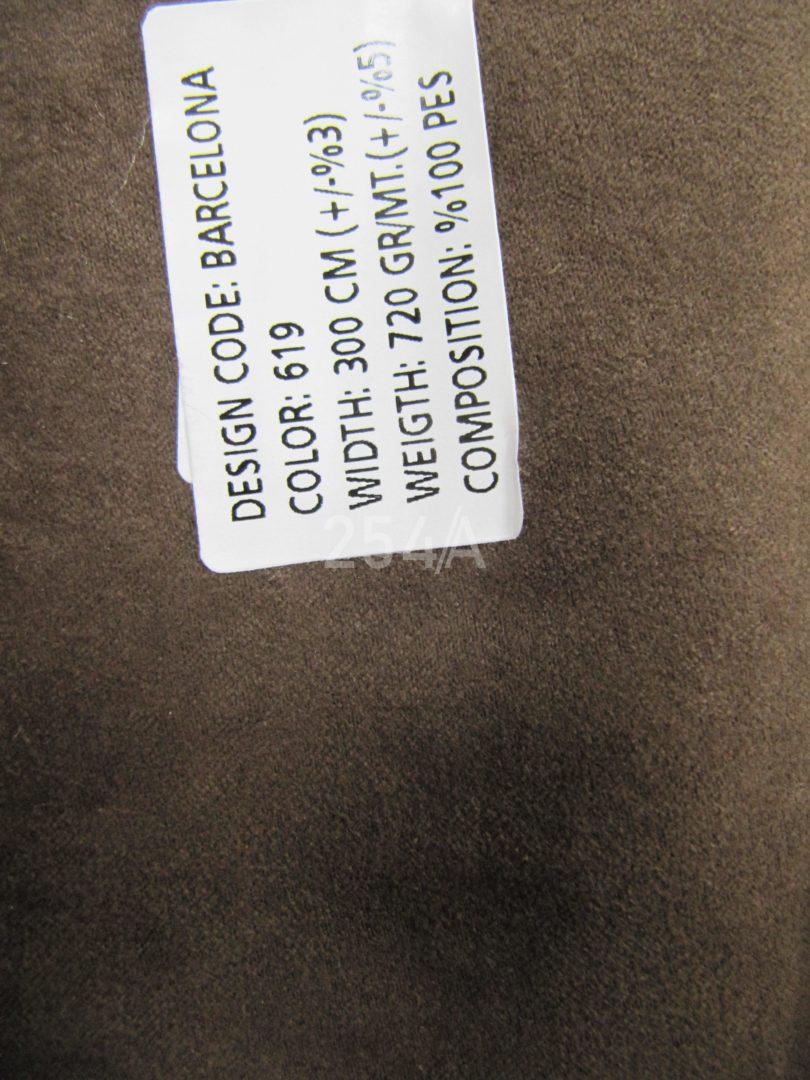 DESIGN CODE: BARCELONA
COLOR: 619
WIDTH: 300 CM (+/-%3)
WEIGTH: 720 GR/MT.(+/-%5)
COMPOSITION: %100 PES
254/A